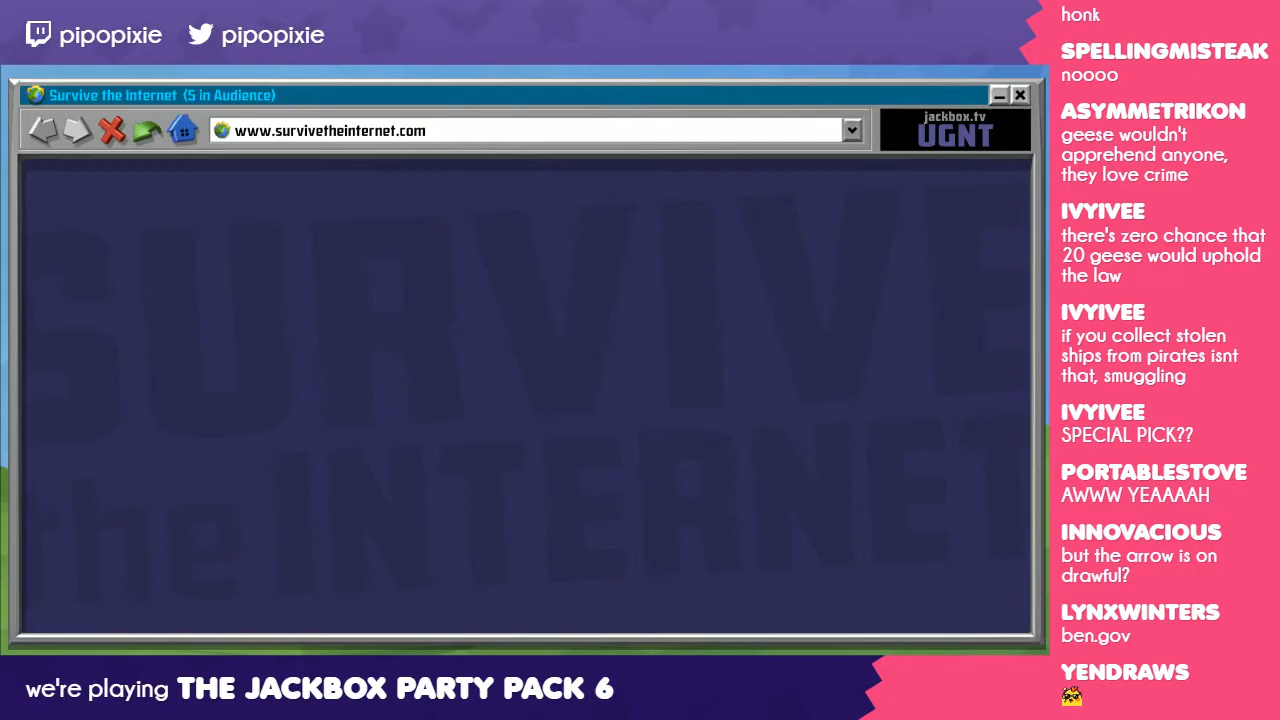 pipopixie pipopixie
Survive the Internet (5 in Audience)
www.survivetheinternet.com
jackbox.tv
UGNT
SURVIVE
the INTERNET
we're playing THE JACKBOX PARTY PACK 6
honk
SPELLINGMISTEAK
noooo
ASYMMETRIKON
geese wouldn't
apprehend anyone,
they love crime
IVYIVEE
there's zero chance that
20 geese would uphold
the law
IVYIVEE
if you collect stolen
ships from pirates isnt
that, smuggling
IVYIVEE
SPECIAL PICK??
PORTABLESTOVE
AWWW YEAAAAH
INNOVACIOUS
but the arrow is on
drawful?
LYNXWINTERS
ben.gov
YENDRAWS